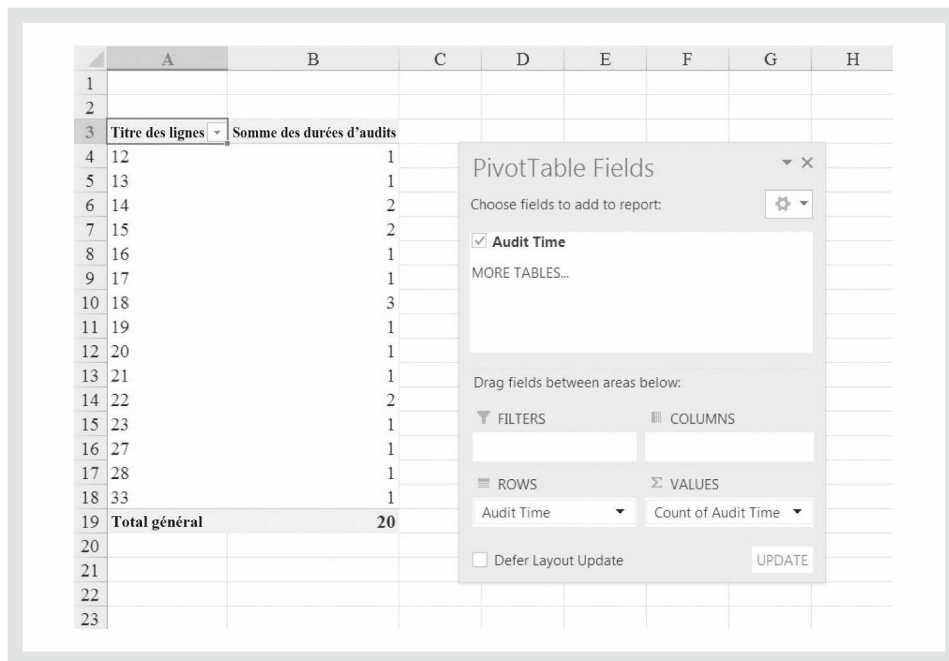 A B C D E F G H
1
2
3 Titre des lignes Somme des durées d’audits
4 12 1
5 13 1
6 14 2
7 15 2
8 16 1
9 17 1
10 18 3
11 19 1
12 20 1
13 21 1
14 22 2
15 23 1
16 27 1
17 28 1
18 33 1
19 Total général 20
20
21
22
23
PivotTable Fields
Choose fields to add to report:
Audit Time
MORE TABLES...
Drag fields between areas below:
FILTERS COLUMNS
ROWS VALUES
Audit Time Count of Audit Time
Defer Layout Update UPDATE